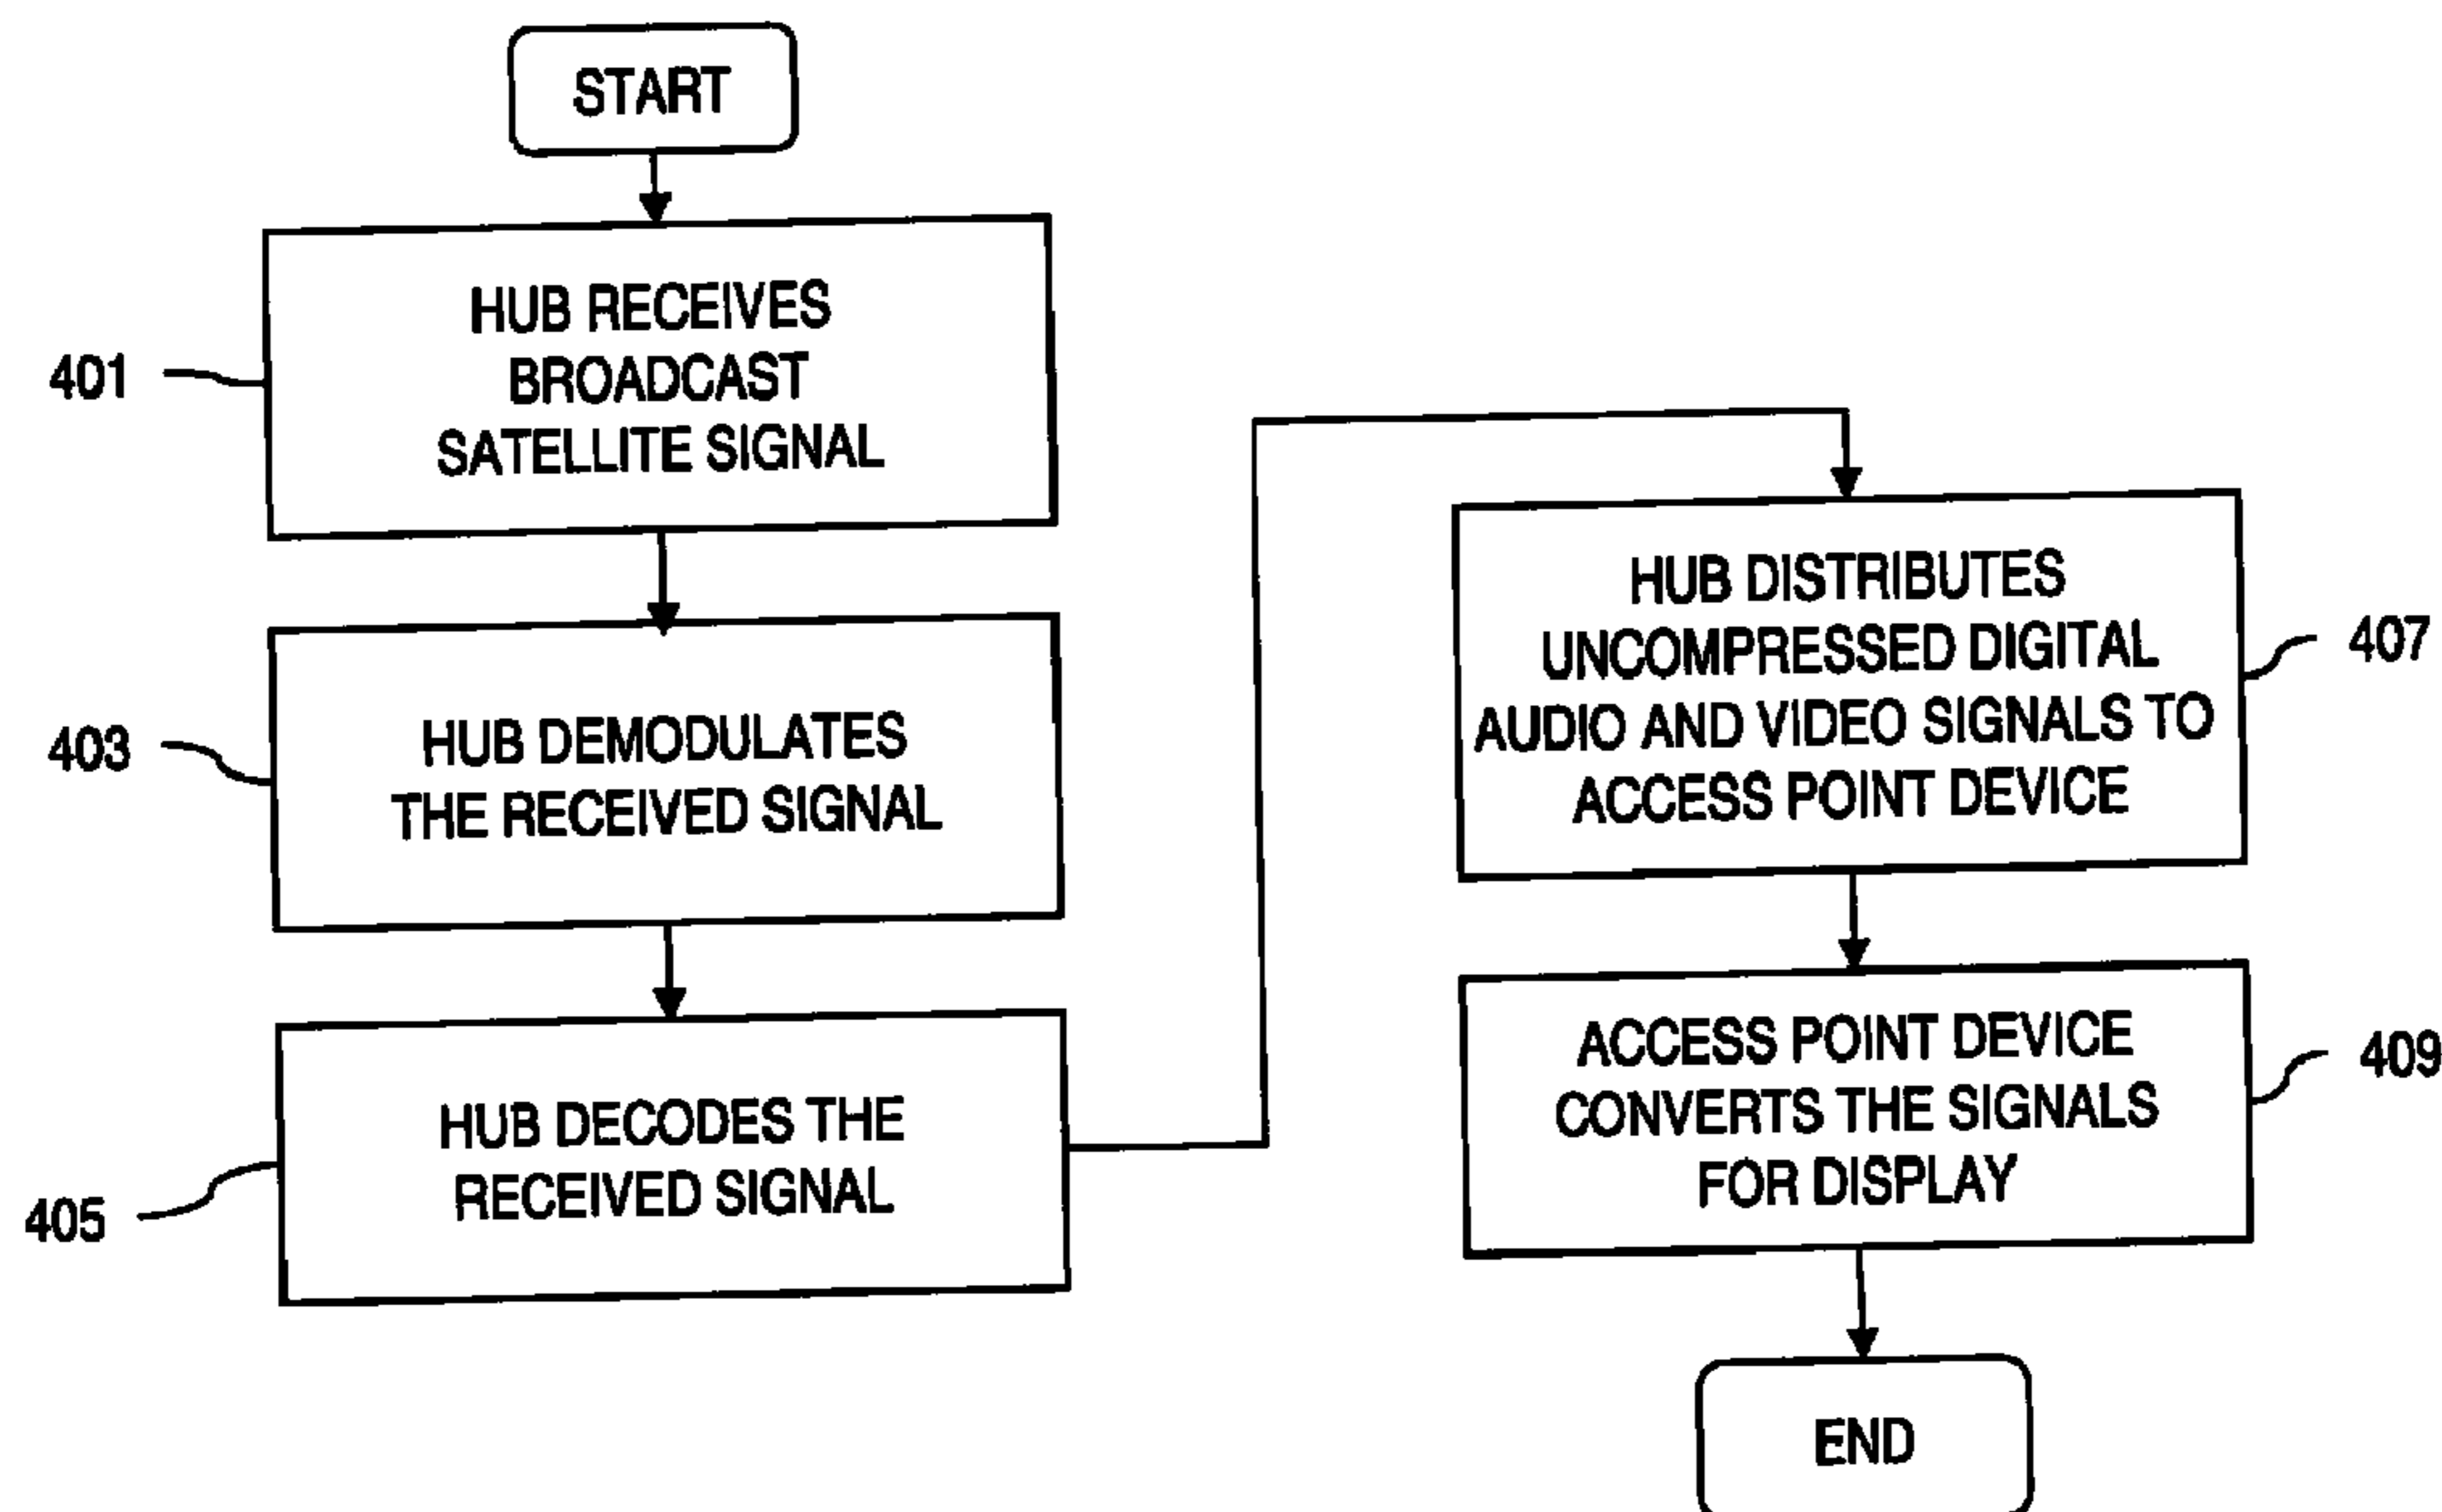 START
401
HUB RECEIVES
BROADCAST
SATELLITE SIGNAL
403
HUB DEMODULATES
THE RECEIVED SIGNAL
405
HUB DECODES THE
RECEIVED SIGNAL
HUB DISTRIBUTES
UNCOMPRESSED DIGITAL
AUDIO AND VIDEO SIGNALS TO
ACCESS POINT DEVICE
407
ACCESS POINT DEVICE
CONVERTS THE SIGNALS
FOR DISPLAY
409
END